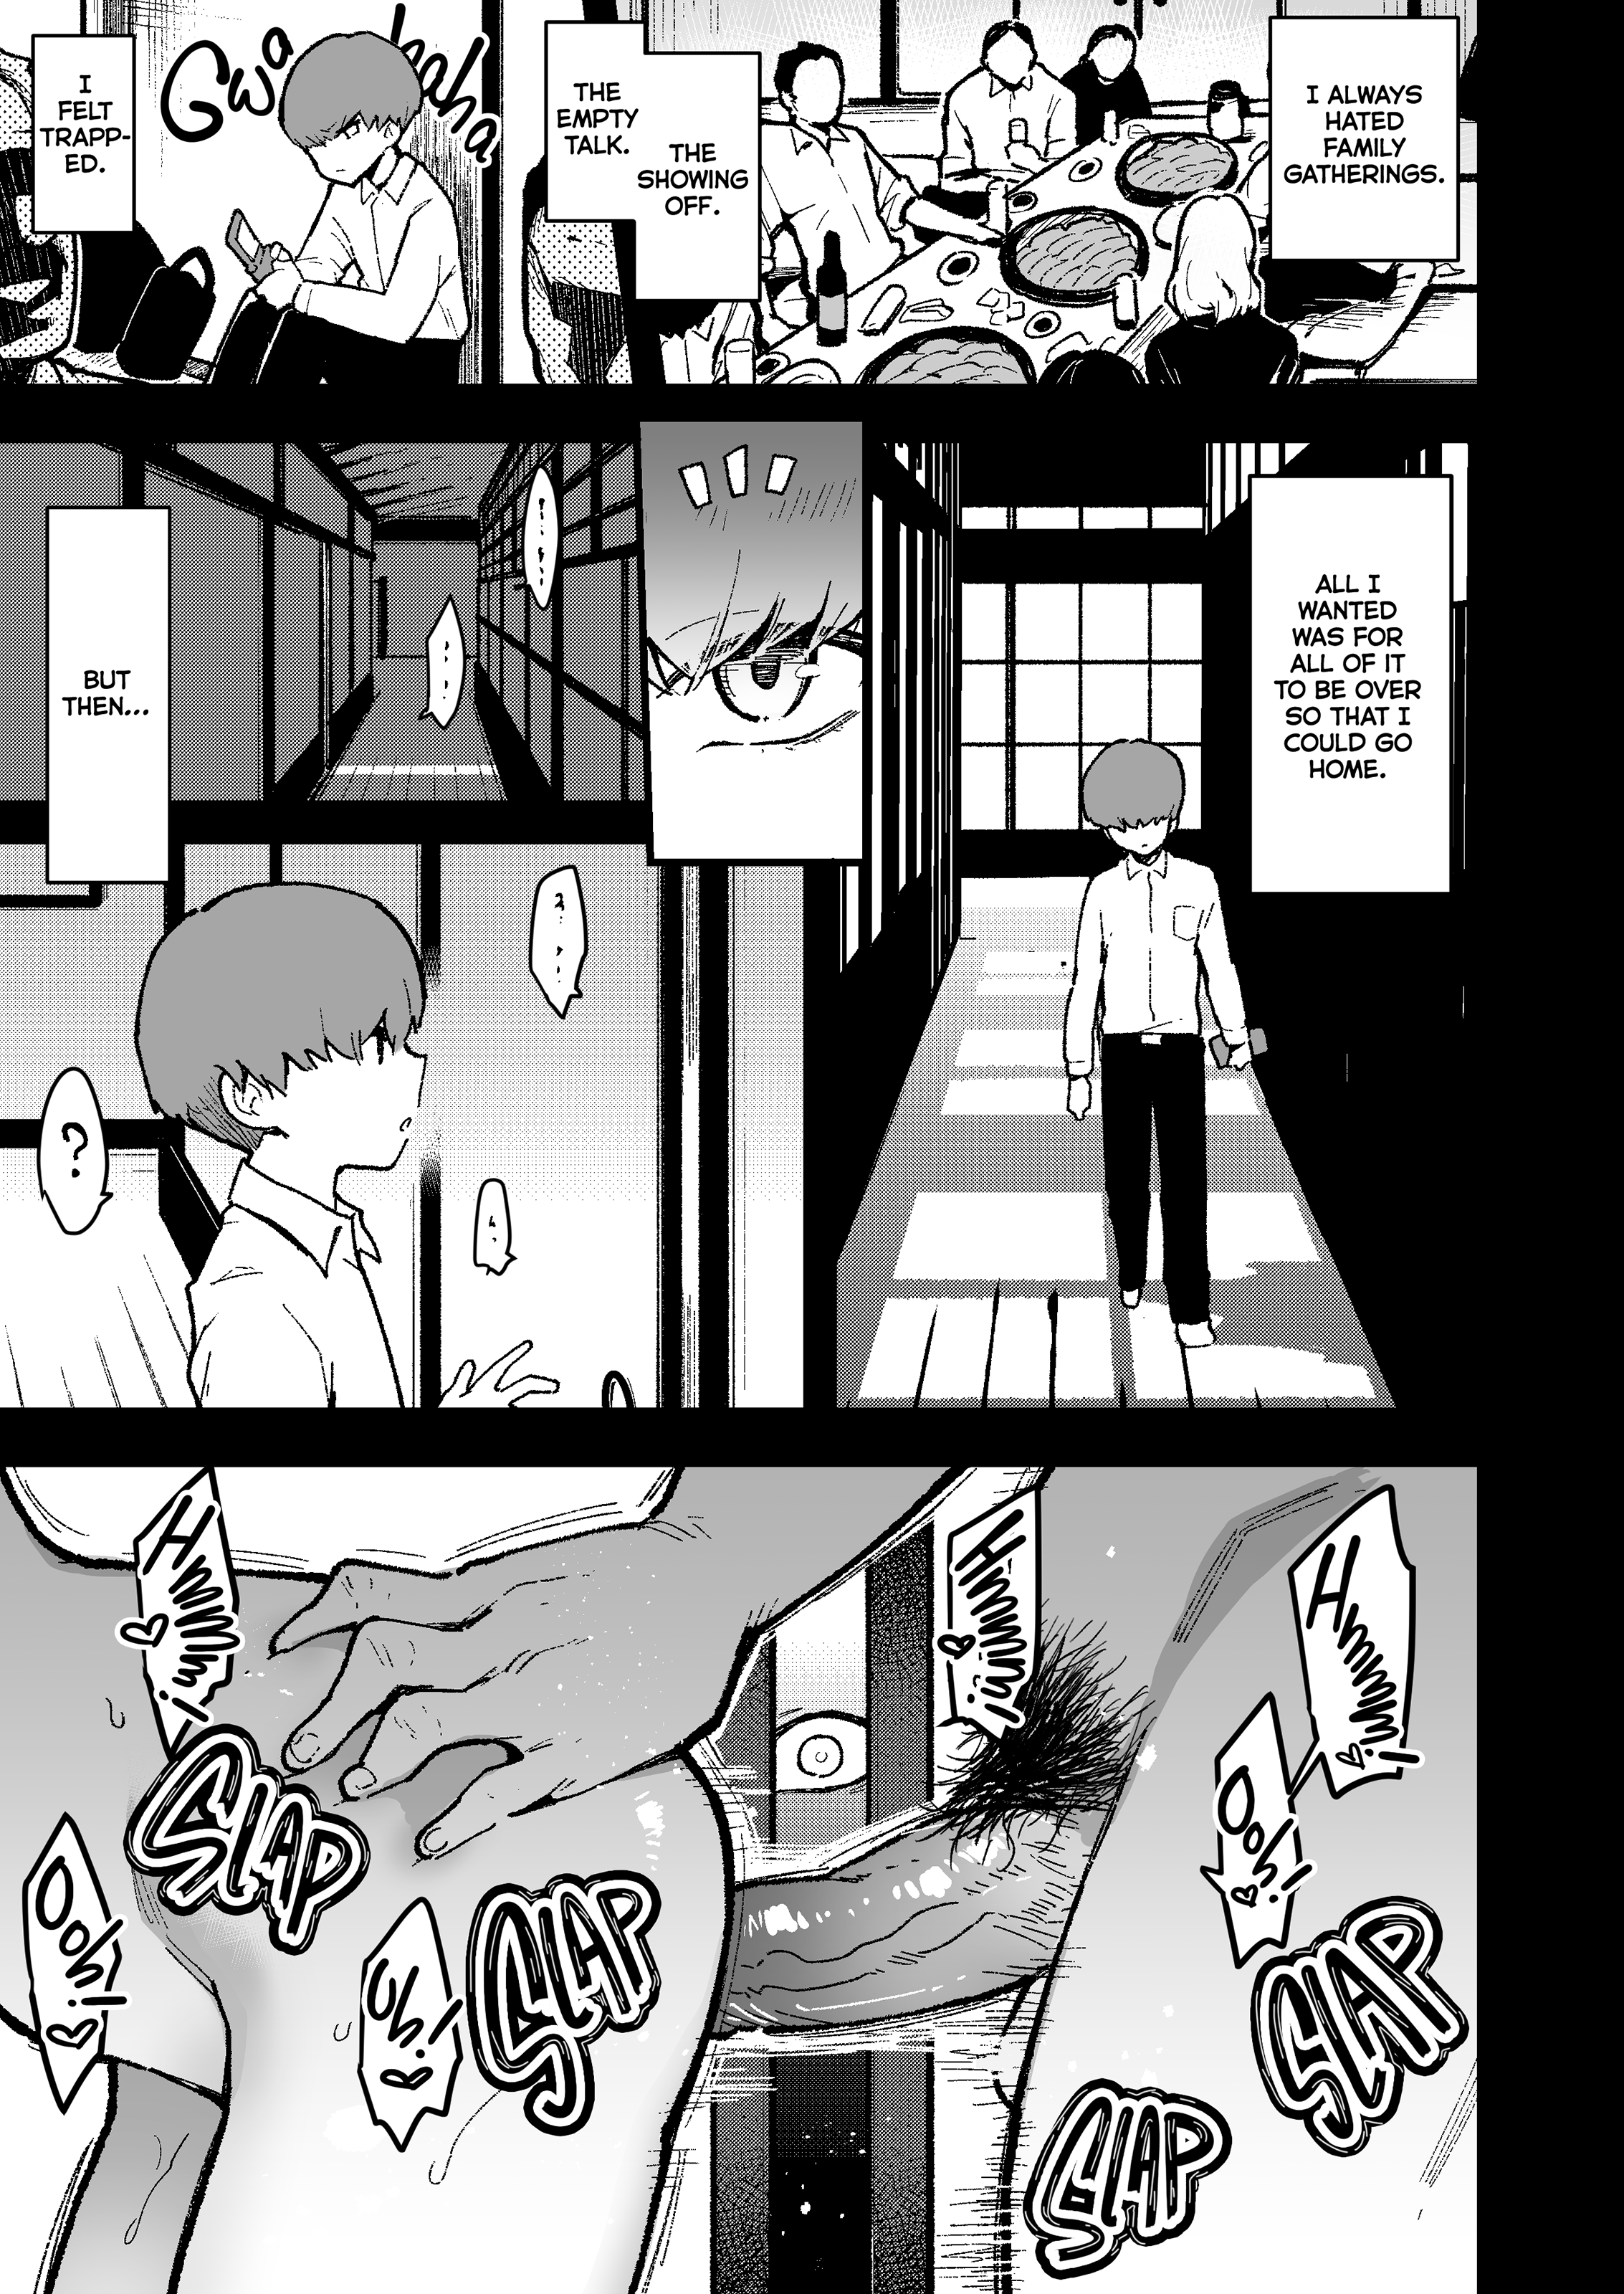 I ALWAYS
HATED
FAMILY
GATHERINGS.
THE
SHOWING
OFF.
THE
EMPTY
TALK.
Gwa
haha
I
FELT
TRAPP-
ED.
ALL I
WANTED
WAS FOR
ALL OF IT
TO BE OVER
SO THAT I
COULD GO
HOME.
BUT
THEN...
?
Hmmm!
Ooh!
Hmmm!
Hmmm!
SLAP
SLAP
SLAP
SLAP
Uh!
Ooh!